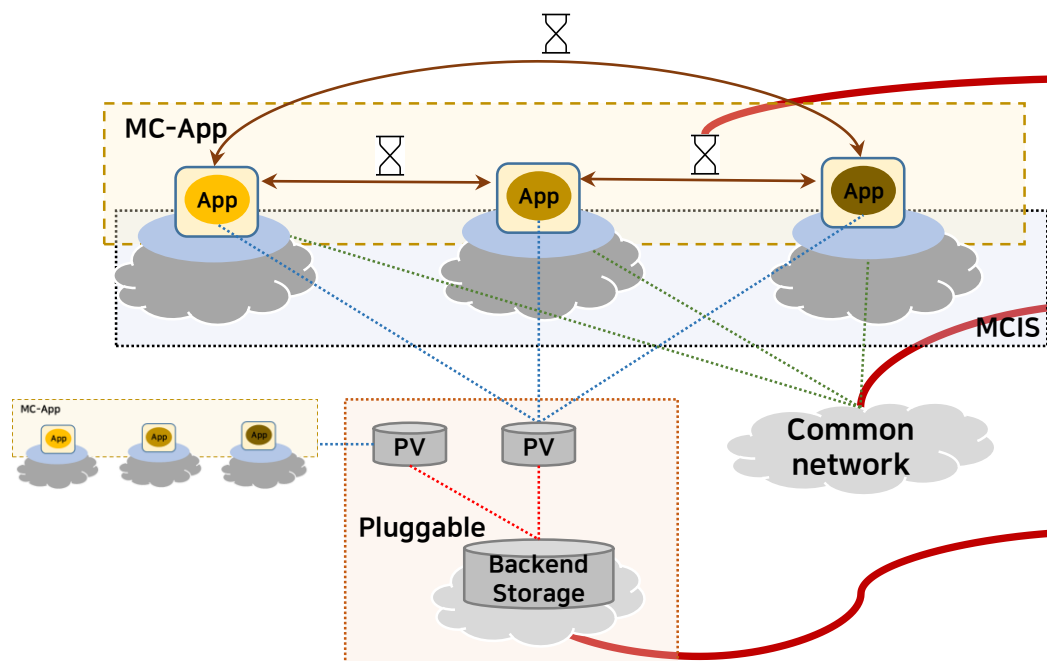 MC-App
App
App
App
MCIS
MC-App
App
App
App
PV
PV
Common
network
Pluggable
Backend
Storage